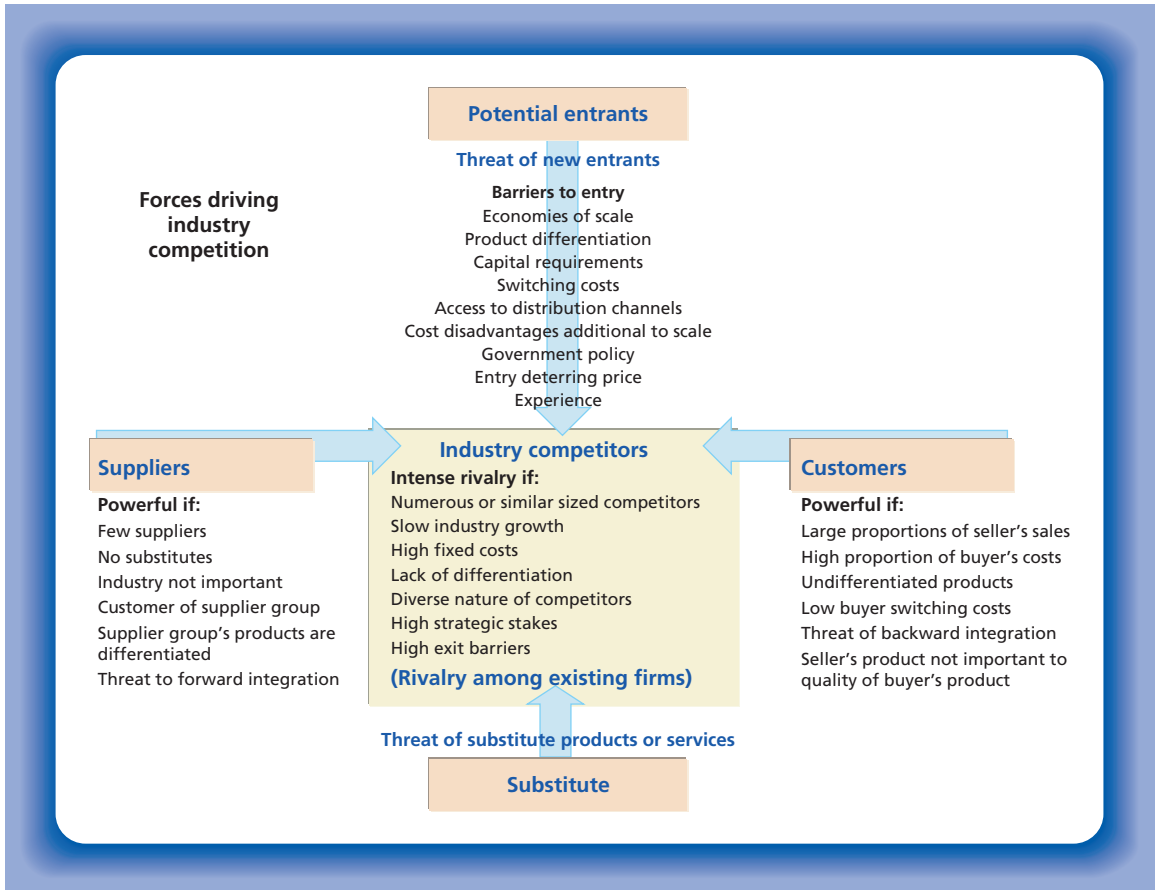 Potential entrants
Threat of new entrants
Forces driving
industry
competition
Barriers to entry
Economies of scale
Product differentiation
Capital requirements
Switching costs
Access to distribution channels
Cost disadvantages additional to scale
Government policy
Entry deterring price
Experience
Suppliers
Powerful if:
Few suppliers
No substitutes
Industry not important
Customer of supplier group
Supplier group’s products are
differentiated
Threat to forward integration
Industry competitors
Intense rivalry if:
Numerous or similar sized competitors
Slow industry growth
High fixed costs
Lack of differentiation
Diverse nature of competitors
High strategic stakes
High exit barriers
(Rivalry among existing firms)
Customers
Powerful if:
Large proportions of seller’s sales
High proportion of buyer’s costs
Undifferentiated products
Low buyer switching costs
Threat of backward integration
Seller’s product not important to
quality of buyer’s product
Threat of substitute products or services
Substitute